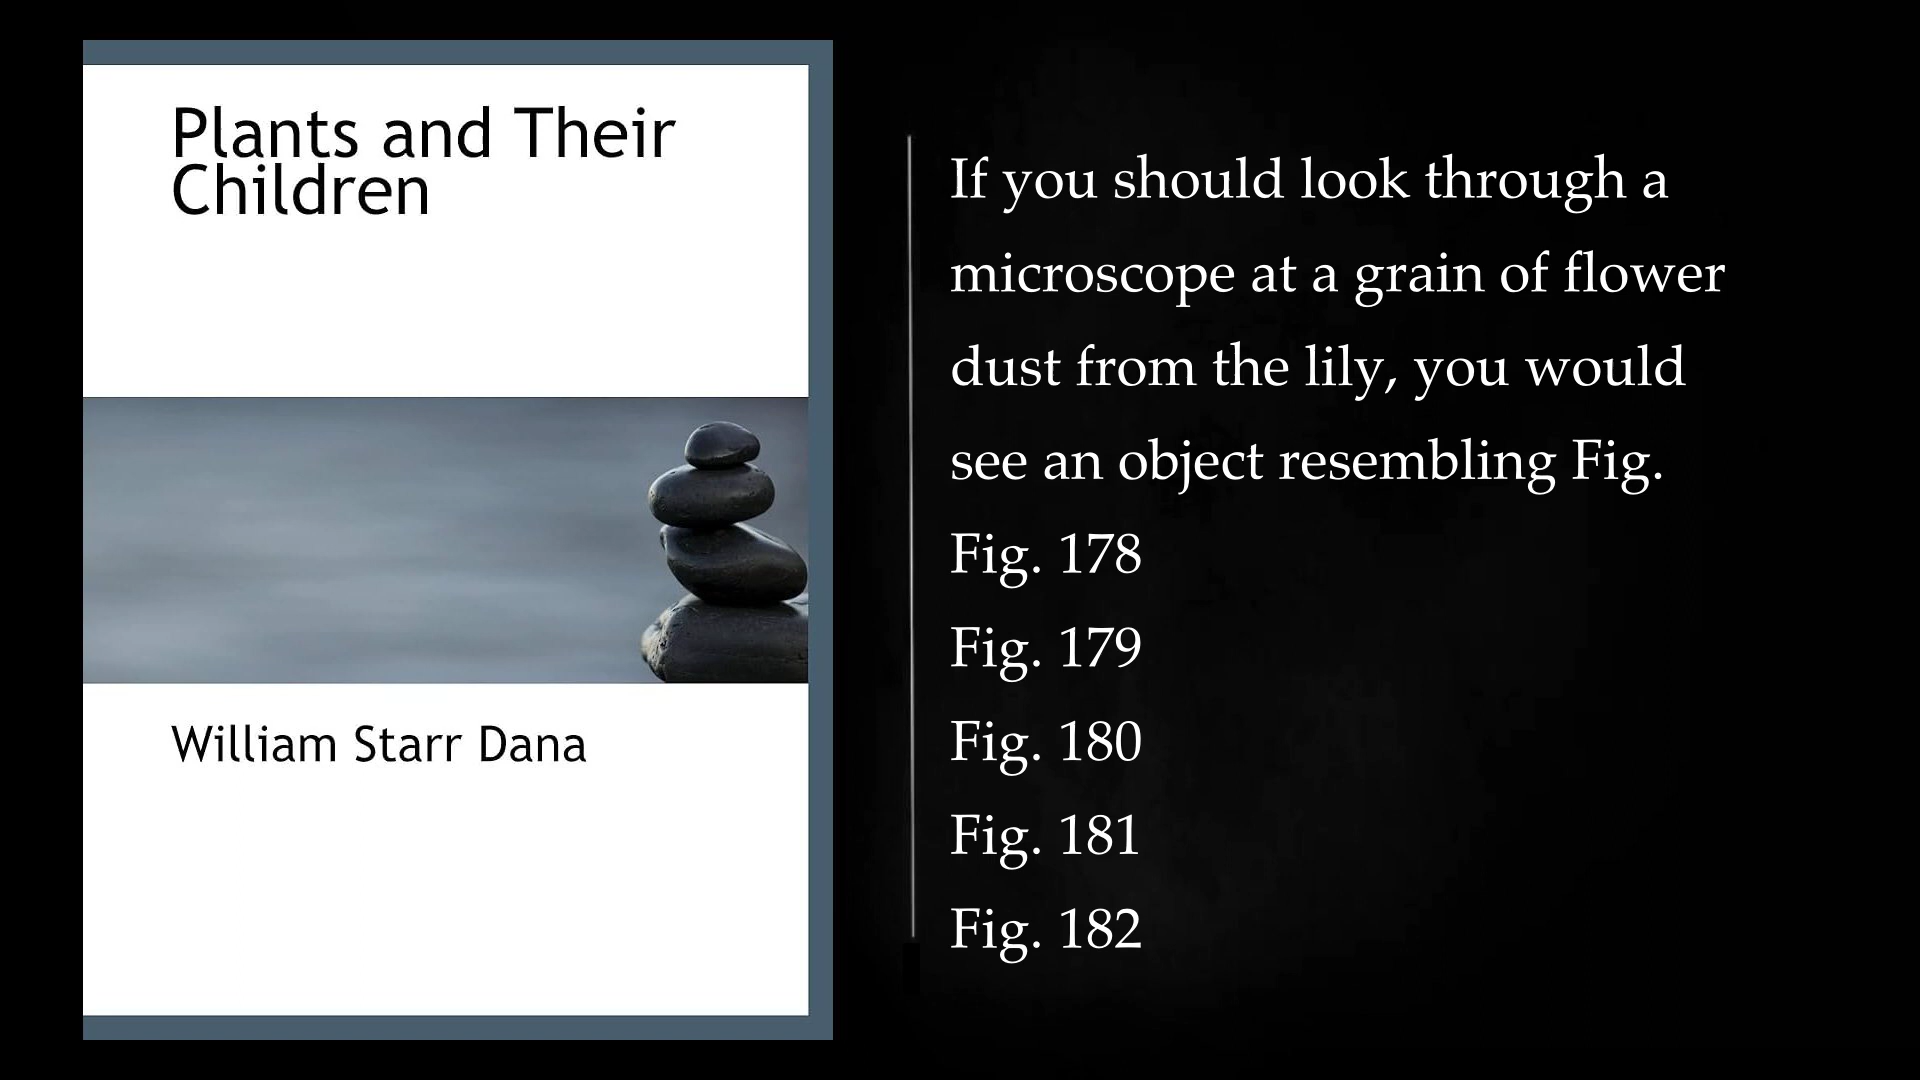 Plants and Their
Children
William Starr Dana
If you should look through a
microscope at a grain of flower
dust from the lily, you would
see an object resembling Fig.
Fig. 178
Fig. 179
Fig. 180
Fig. 181
Fig. 182